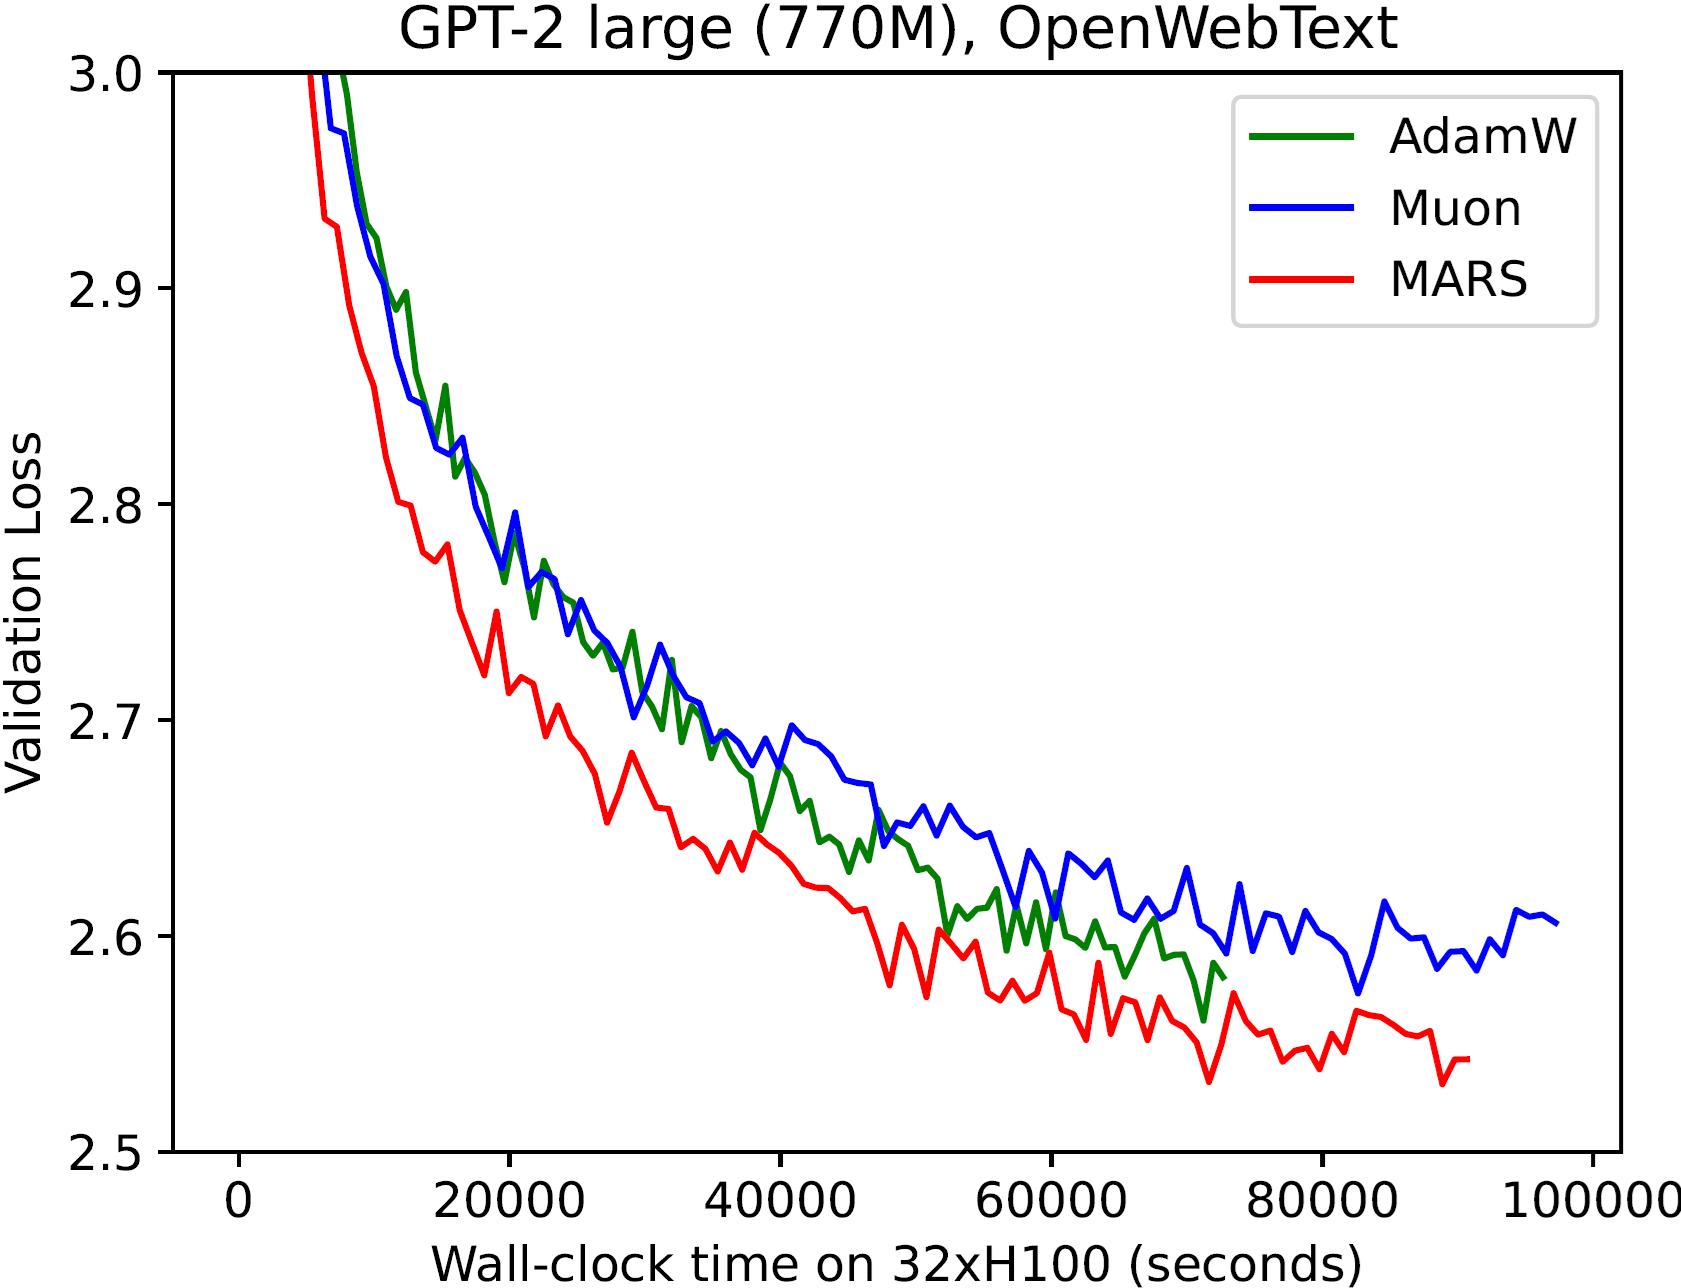 GPT-2 large (770M), OpenWebText
3.0
2.9
2.8
2.7
2.6
2.5
Validation Loss
AdamW
Muon
MARS
0 20000 40000 60000 80000 100000
Wall-clock time on 32xH100 (seconds)